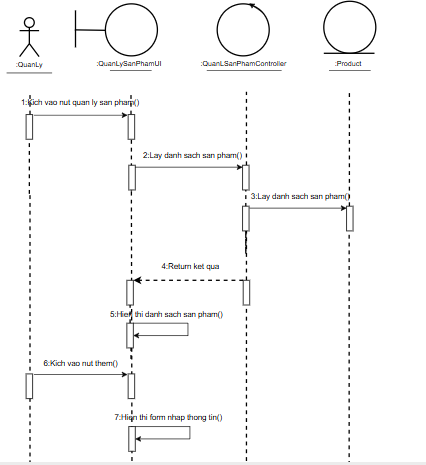 :QuanLy
:QuanLySanPhamUI
:QuanLSanPhamController
:Product
1:Kich vao nut quan ly san pham()
2:Lay danh sach san pham()
3:Lay danh sach san pham()
4:Return ket qua
5:Hien thi danh sach san pham()
6:Kich vao nut them()
7:Hien thi form nhap thong tin()